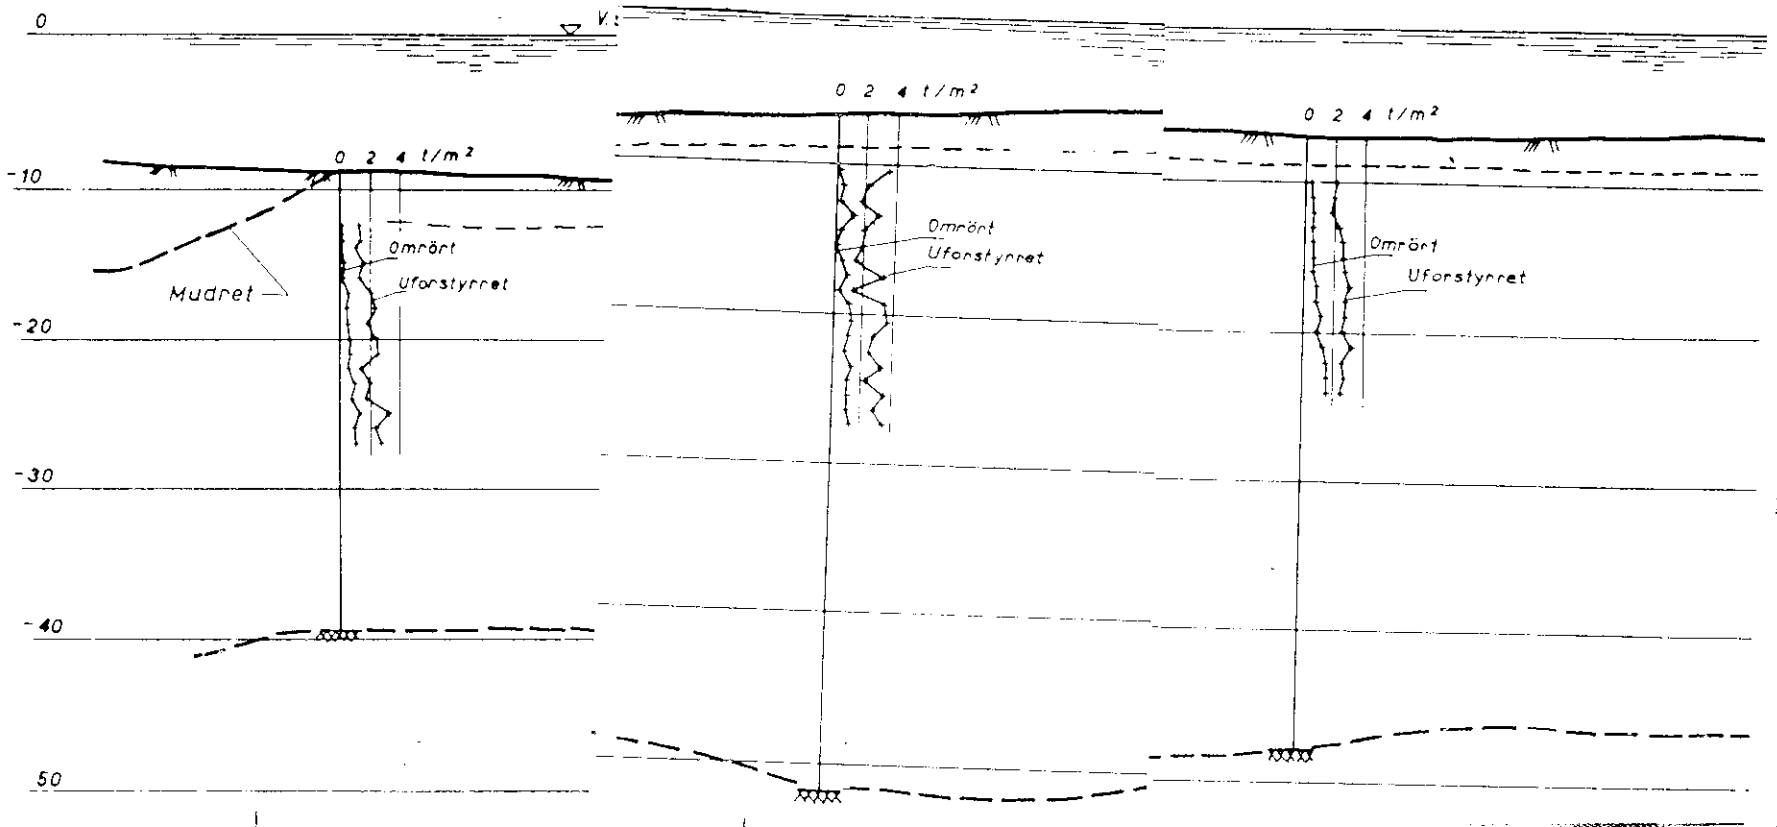 0
V.
0 2 4 t/m²
0 2 4 t/m²
0 2 4 t/m²
-10
Omrört
Uforstyrret
Mudret
Omrört
Uforstyrret
Omrört
Uforstyrret
-20
-30
-40
50